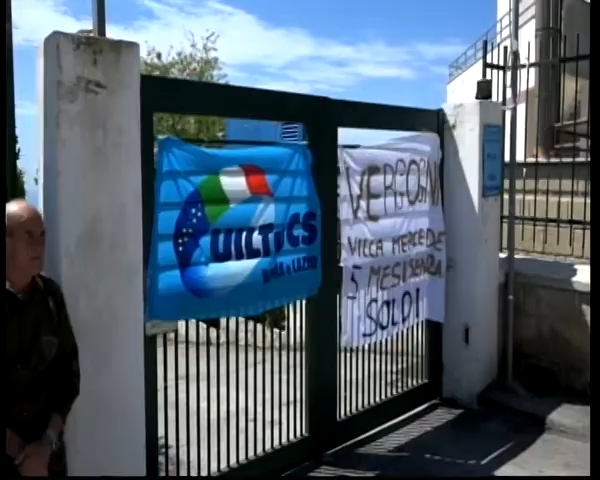 UILTuCS
ROMA e LAZIO
VERGOGNA
VILLA MERCEDE
5 MESI SENZA
SOLDI